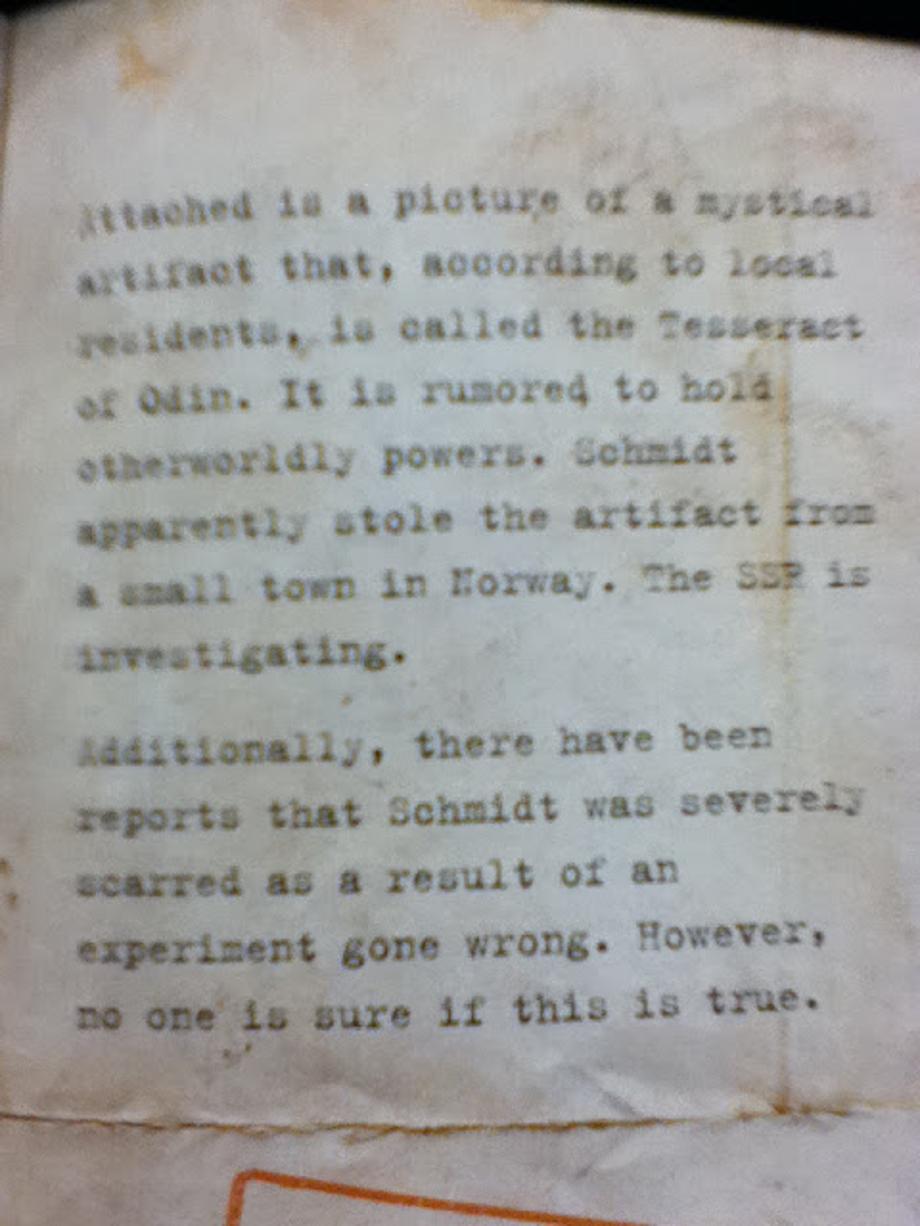 Attached is a picture of a mystical
artifact that, according to local
residents, is called the Tesseract
of Odin. It is rumored to hold
otherworldly powers. Schmidt
apparently stole the artifact from
a small town in Norway. The SSR is
investigating.
Additionally, there have been
reports that Schmidt was severely
scarred as a result of an
experiment gone wrong. However,
no one is sure if this is true.